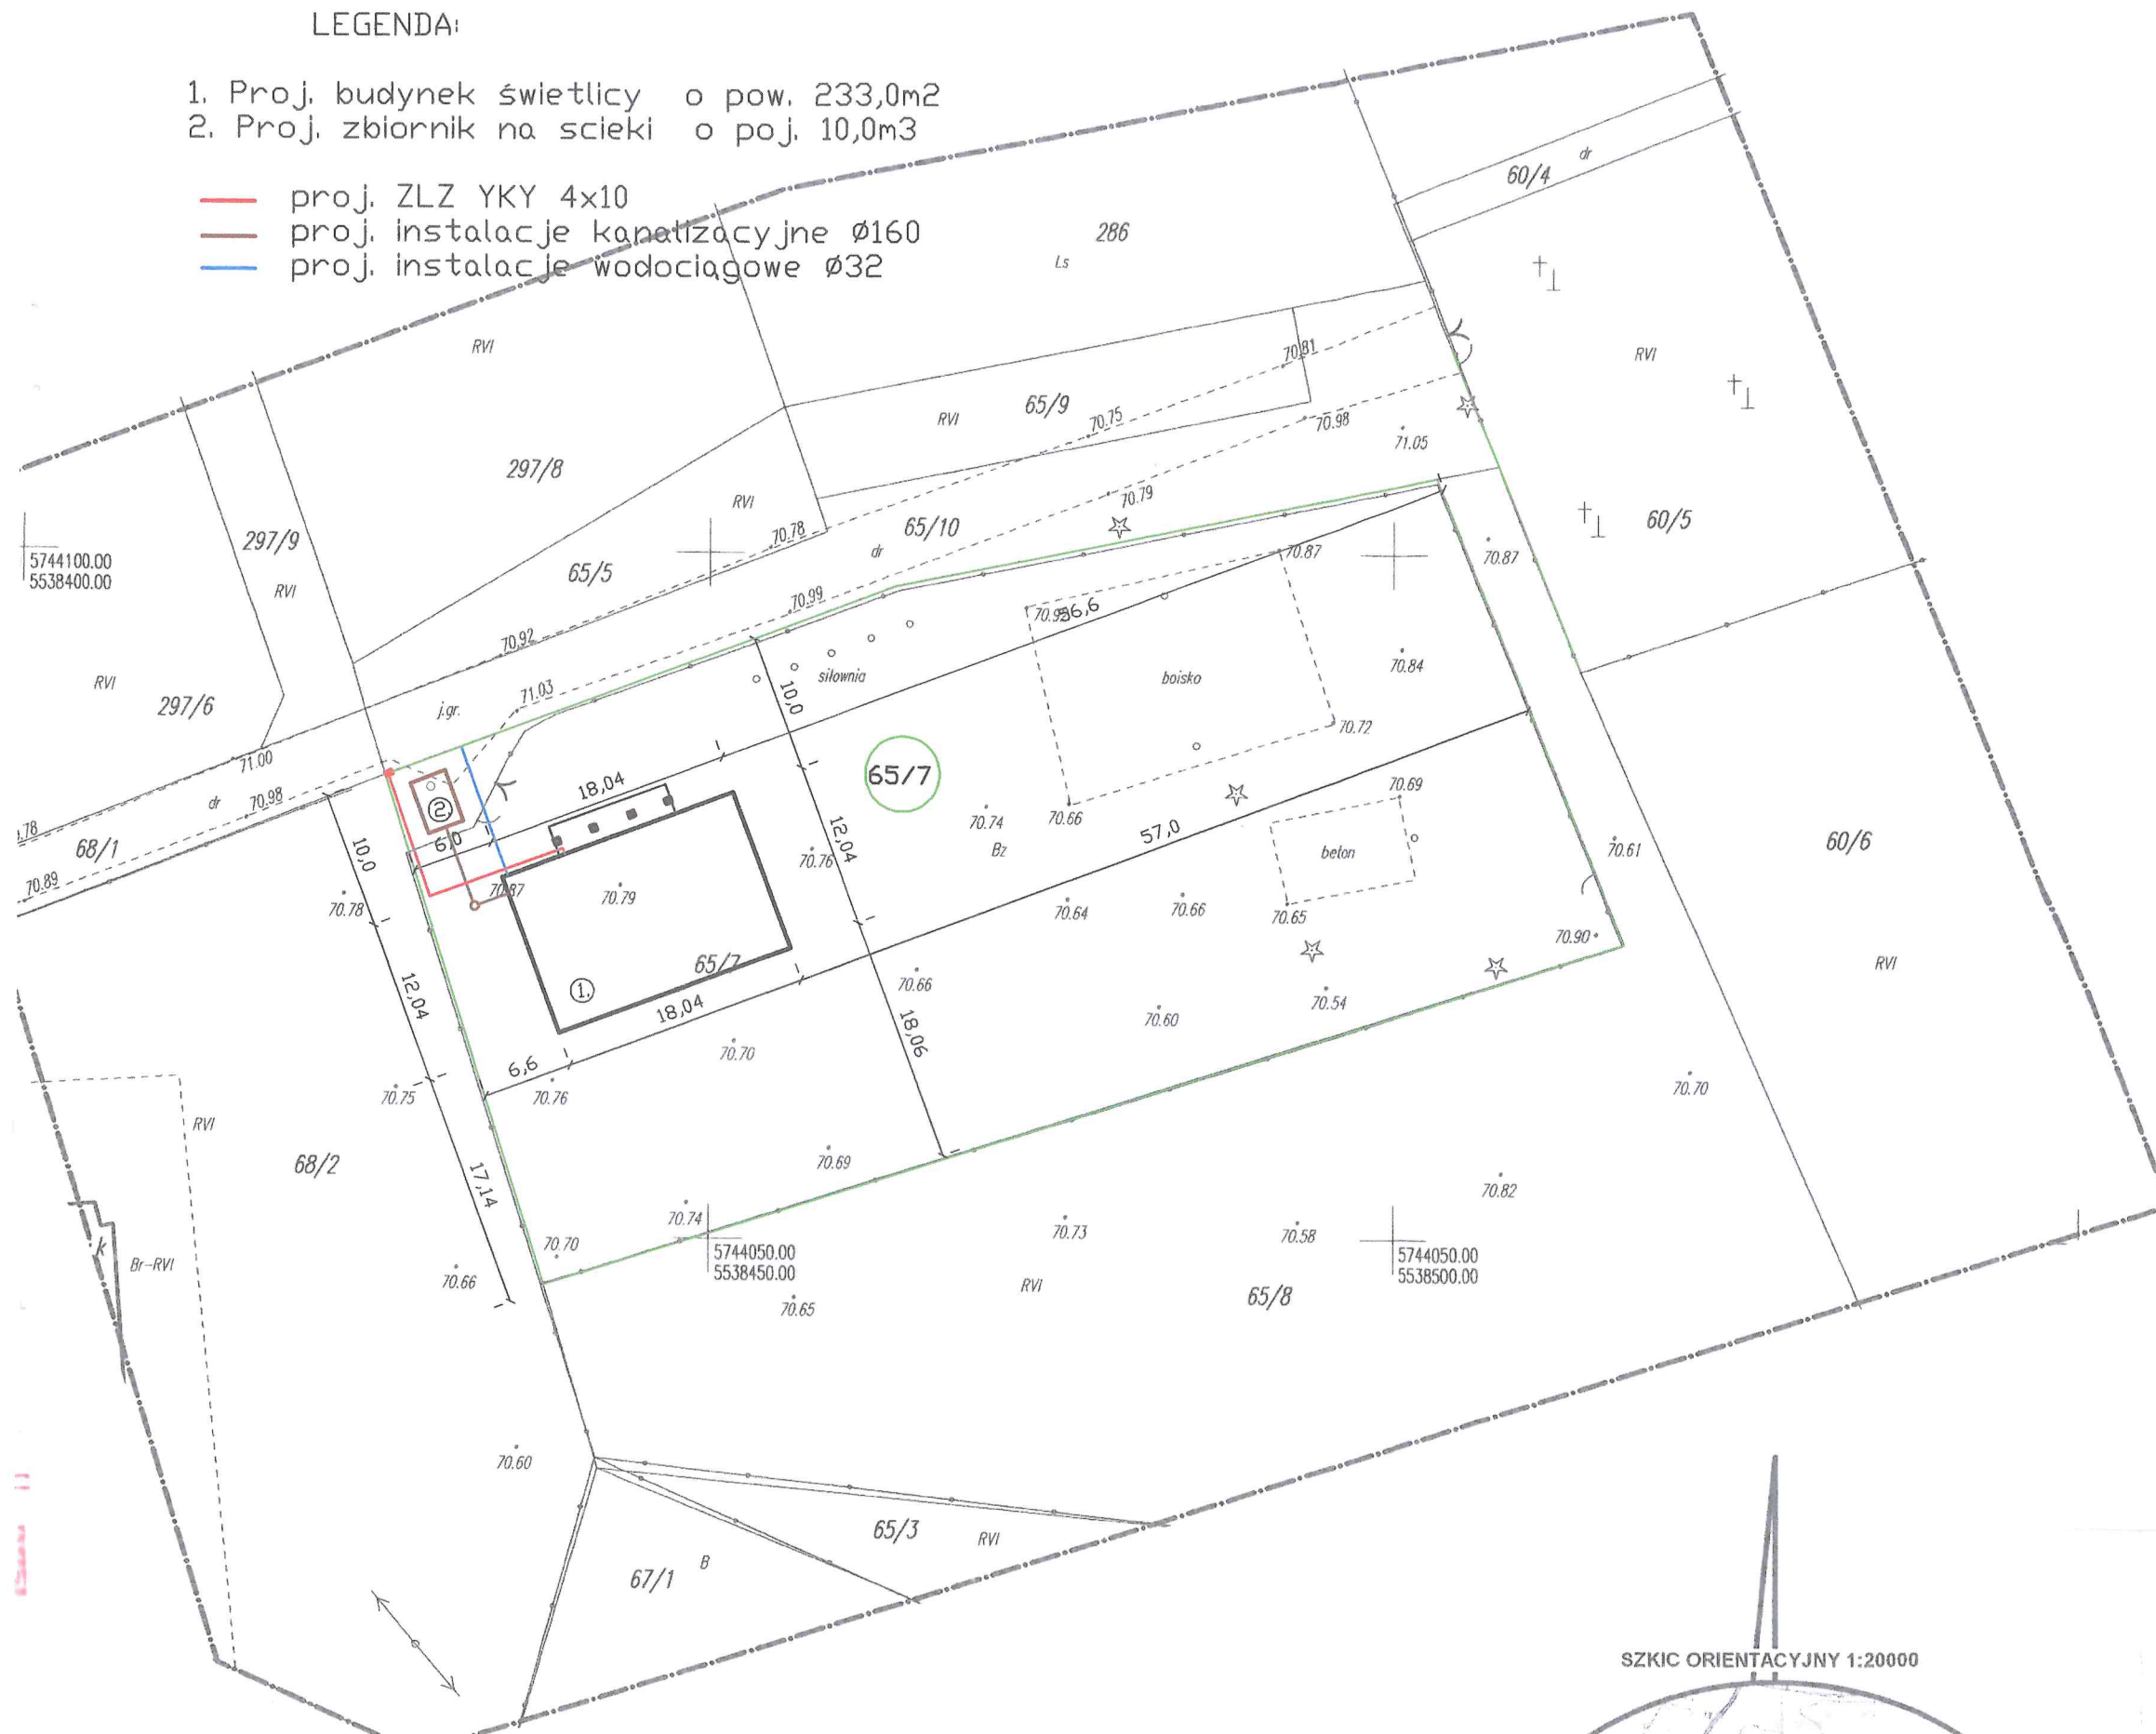 LEGENDA:
1. Proj. budynek świetlicy o pow. 233,0m2
2. Proj. zbiornik na scieki o poj. 10,0m3
proj. ZLZ YKY 4x10
proj. instalacje kanalizacyjne Ø160
proj. instalacje wodociągowe Ø32
dr
60/4
286
Ls
RVI
RVI
70.81
65/9
RVI
70.75
70.98
71.05
297/8
RVI
70.79
65/10
60/5
297/9
70.78
dr
70.87
70.87
5744100.00
5538400.00
65/5
RVI
70.99
56,6
70.92
70.84
siłownia
boisko
RVI
71.03
10,0
297/6
j.gr.
70.72
71.00
65/7
18,04
70.69
dr
70.98
2.
70.74
70.66
57,0
68/1
6,0
12,04
70.61
60/6
10,0
70.76
Bz
beton
70.89
70.87
70.79
70.78
70.64
70.66
70.65
70.90
65/7
RVI
1.
70.66
12,04
18,04
70.54
70.60
18,06
6,6
70.70
70.75
70.76
70.70
RVI
68/2
70.69
17,14
70.82
70.74
70.73
70.58
70.70
5744050.00
5538450.00
5744050.00
5538500.00
k
Br-RVI
70.66
RVI
65/8
70.65
70.60
65/3
RVI
B
67/1
SZKIC ORIENTACYJNY 1:20000